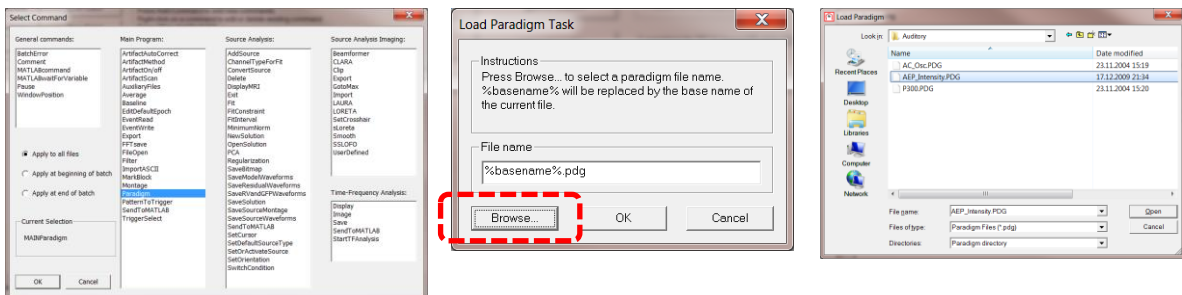 Select Command
General commands:
BatchError
Comment
MATLABcommand
MATLABwaitForVariable
Pause
WindowPosition
Apply to all files
Apply at beginning of batch
Apply at end of batch
Current Selection
MAINParadigm
OK
Cancel
Main Program:
ArtifactAutoCorrect
ArtifactMethod
ArtifactOn/off
ArtifactScan
AuxiliaryFiles
Average
Baseline
EditDefaultEpoch
EventRead
EventWrite
Export
FFTsave
FileOpen
Filter
ImportASCII
MarkBlock
Montage
Paradigm
PatternToTrigger
SendToMATLAB
TriggerSelect
Source Analysis:
AddSource
ChannelTypeForFit
ConvertSource
Delete
DisplayMRI
Exit
Fit
FitConstraint
FitInterval
MinimumNorm
NewSolution
OpenSolution
PCA
Regularization
SaveBitmap
SaveModelWaveforms
SaveResidualWaveforms
SaveRVandGFPWaveforms
SaveSolution
SaveSourceMontage
SaveSourceWaveforms
SendToMATLAB
SetCursor
SetDefaultSourceType
SetOrActivateSource
SetOrientation
SwitchCondition
Source Analysis Imaging:
Beamformer
CLARA
Clip
Export
GotoMax
Import
LAURA
LORETA
SetCrosshair
sLoreta
Smooth
SSLOFO
UserDefined
Time-Frequency Analysis:
Display
Image
Save
SendToMATLAB
StartTFAnalysis
Load Paradigm Task
Instructions
Press Browse... to select a paradigm file name.
%basename% will be replaced by the base name of
the current file.
File name
%basename%.pdg
Browse...
OK
Cancel
Load Paradigm
Look in:
Auditory
Name
Date modified
AC_Osc.PDG
23.11.2004 15:19
AEP_Intensity.PDG
17.12.2009 21:34
P300.PDG
23.11.2004 15:20
Recent Places
Desktop
Libraries
Computer
Network
File name:
AEP_Intensity.PDG
Open
Files of type:
Paradigm Files (*.pdg)
Cancel
Directories:
Paradigm directory